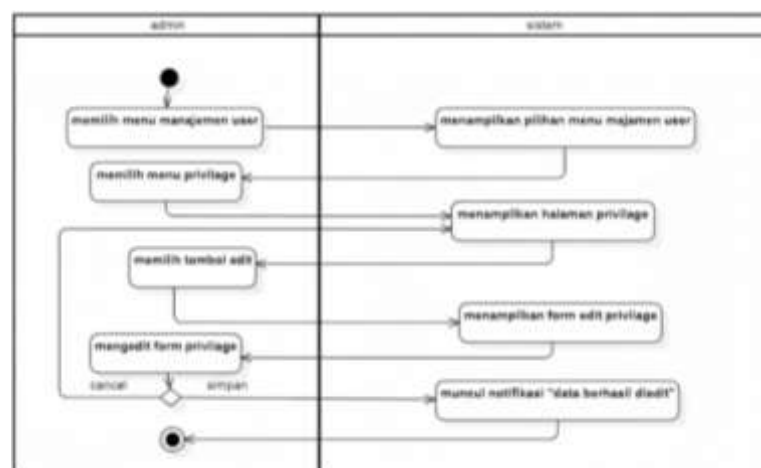 admin
sistem
memilih menu manajemen user
menampilkan pilihan menu majamen user
memilih menu privilage
menampilkan halaman privilage
memilih tombol edit
menampilkan form edit privilage
mengedit form privilage
cancel
simpan
muncul notifikasi "data berhasil diedit"